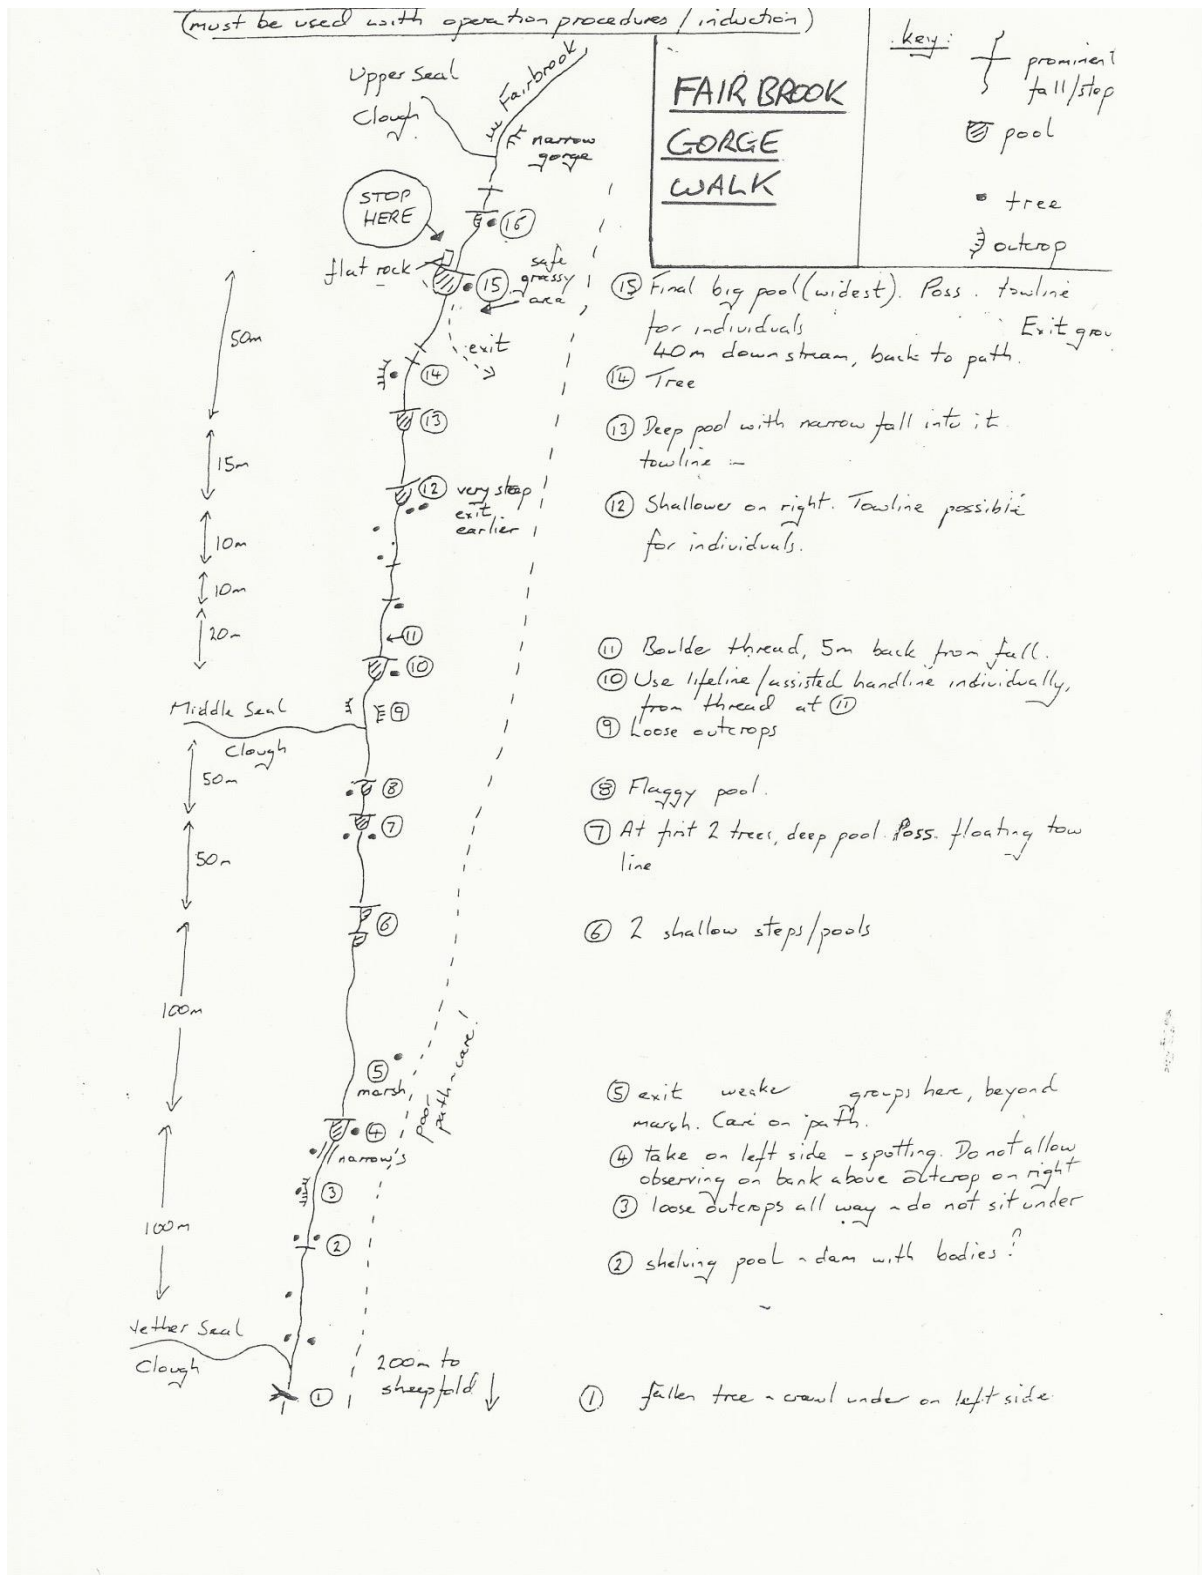 (must be used with operation procedures / induction)
FAIRBROOK
GORGE
WALK
key:
prominent
fall/step
pool
tree
outcrop
Upper Seal
Clough
Fairbrook
narrow
gorge
STOP
HERE
16
flat rock
15
safe
grassy
area
exit
50m
14
13
15m
12 very steep
exit
earlier
10m
10m
20m
11
10
Middle Seal
Clough
9
50m
8
7
50m
6
100m
5
marsh
poor
path - care!
4
narrow's
3
100m
2
Nether Seal
Clough
1
200m to
sheepfold
15 Final big pool (widest). Poss. towline
for individuals Exit grou
40m downstream, back to path.
14 Tree
13 Deep pool with narrow fall into it
towline
12 Shallower on right. Towline possible
for individuals.
11 Boulder thread, 5m back from fall.
10 Use lifeline/assisted handline individually,
from thread at 11
9 Loose outcrops
8 Flaggy pool.
7 At first 2 trees, deep pool. Poss. floating tow
line
6 2 shallow steps/pools
5 exit weaker groups here, beyond
marsh. Care on path.
4 take on left side - spotting. Do not allow
observing on bank above outcrop on right
3 loose outcrops all way - do not sit under
2 shelving pool - dam with bodies?
1 fallen tree - crawl under on left side